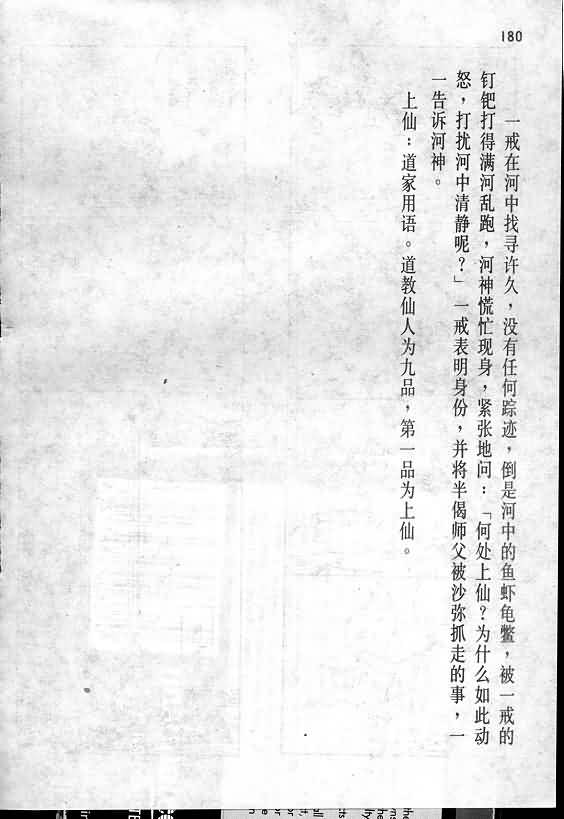 180
一戒在河中找寻许久，没有任何踪迹，倒是河中的鱼虾龟鳖，被一戒的
钉钯打得满河乱跑，河神慌忙现身，紧张地问：「何处上仙？为什么如此动
怒，打扰河中清静呢？」一戒表明身份，并将半偈师父被沙弥抓走的事，一
一告诉河神。
上仙：道家用语。道教仙人为九品，第一品为上仙。